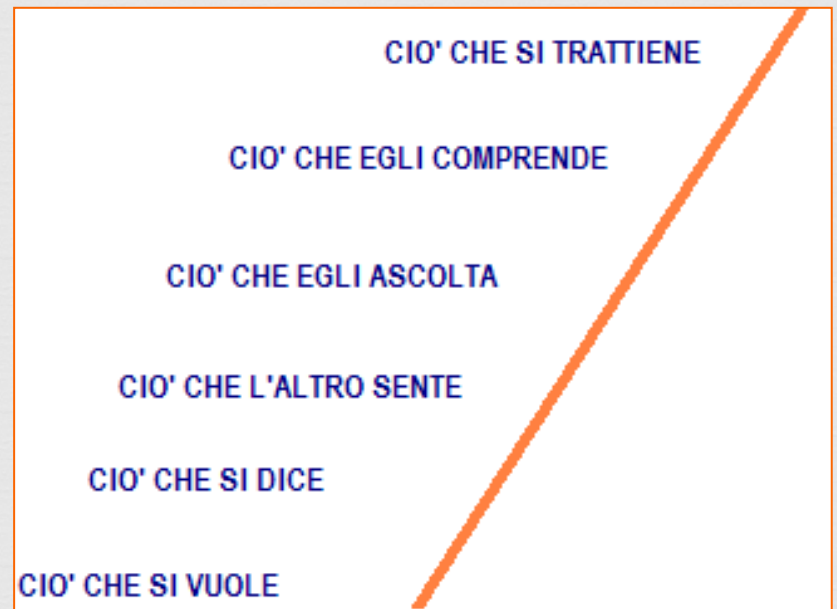 CIO' CHE SI TRATTIENE
CIO' CHE EGLI COMPRENDE
CIO' CHE EGLI ASCOLTA
CIO' CHE L'ALTRO SENTE
CIO' CHE SI DICE
CIO' CHE SI VUOLE